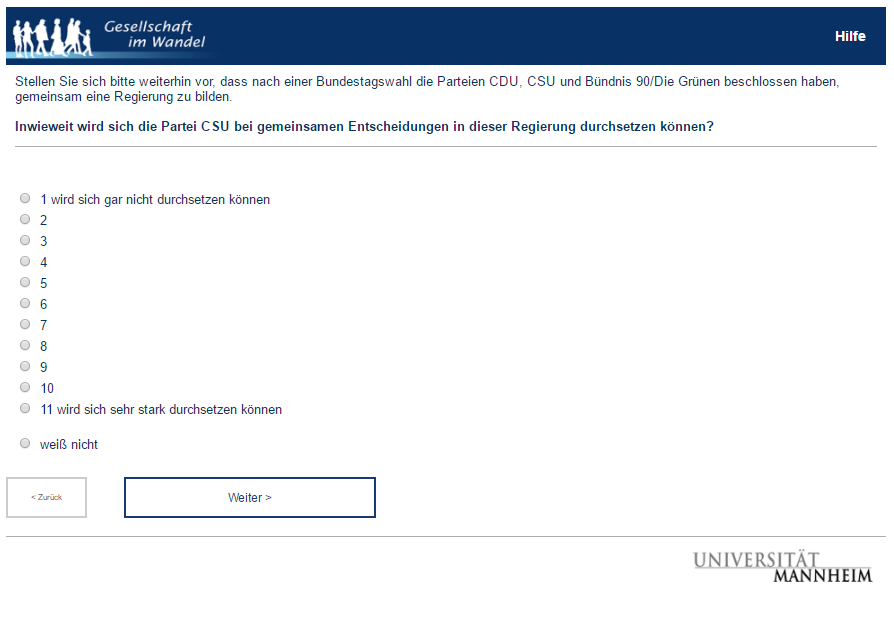 Gesellschaft
im Wandel
Hilfe
Stellen Sie sich bitte weiterhin vor, dass nach einer Bundestagswahl die Parteien CDU, CSU und Bündnis 90/Die Grünen beschlossen haben,
gemeinsam eine Regierung zu bilden.
Inwieweit wird sich die Partei CSU bei gemeinsamen Entscheidungen in dieser Regierung durchsetzen können?
1 wird sich gar nicht durchsetzen können
2
3
4
5
6
7
8
9
10
11 wird sich sehr stark durchsetzen können
weiß nicht
< Zurück
Weiter >
UNIVERSITÄT
MANNHEIM